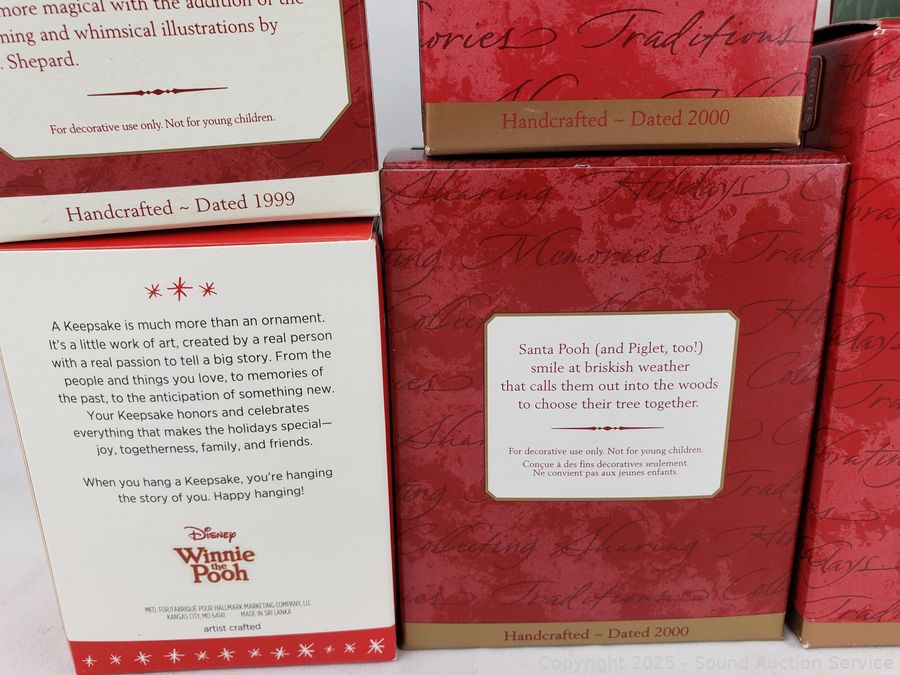 more magical with the addition of the
ming and whimsical illustrations by
. Shepard.
For decorative use only. Not for young children.
Handcrafted ~ Dated 1999
ories Traditions
Handcrafted ~ Dated 2000
A Keepsake is much more than an ornament.
It's a little work of art, created by a real person
with a real passion to tell a big story. From the
people and things you love, to memories of
the past, to the anticipation of something new.
Your Keepsake honors and celebrates
everything that makes the holidays special—
joy, togetherness, family, and friends.
When you hang a Keepsake, you're hanging
the story of you. Happy hanging!
Disney
Winnie
the
Pooh
MFD. FOR/FABRIQUÉ POUR HALLMARK MARKETING COMPANY, LLC
KANSAS CITY, MO 64141 MADE IN SRI LANKA
artist crafted
Sharing Holidays
ting Memories Trad
Collect
Santa Pooh (and Piglet, too!)
smile at briskish weather
that calls them out into the woods
to choose their tree together.
For decorative use only. Not for young children.
Conçue à des fins décoratives seulement.
Ne convient pas aux jeunes enfants.
Collecting Sharing
Traditions
Handcrafted ~ Dated 2000
Copyright 2025 - Sound Auction Service